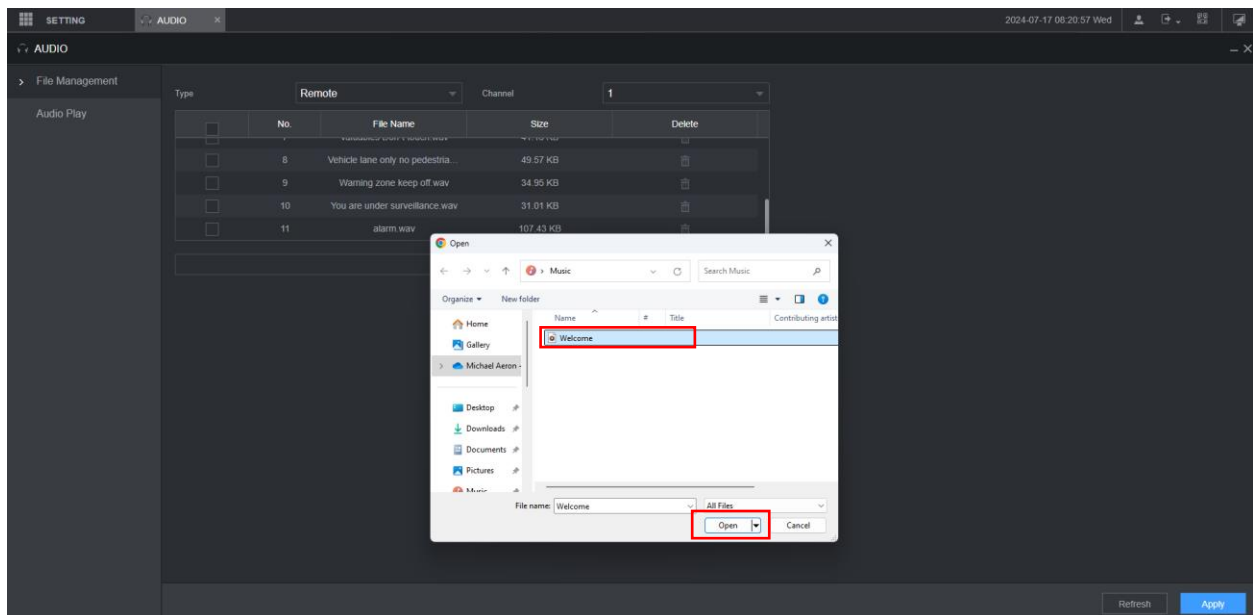 SETTING
AUDIO ×
2024-07-17 08:20:57 Wed
AUDIO
File Management
Audio Play
Type Remote Channel 1
No. File Name Size Delete
8 Vehicle lane only no pedestria... 49.57 KB
9 Warning zone keep off.wav 34.95 KB
10 You are under surveillance.wav 31.01 KB
11 alarm.wav 107.43 KB
Open
Music
Search Music
Organize New folder
Name # Title Contributing artist
Home
Welcome
Gallery
Michael Aeron -
Desktop
Downloads
Documents
Pictures
Music
File name: Welcome All Files
Open Cancel
Refresh Apply